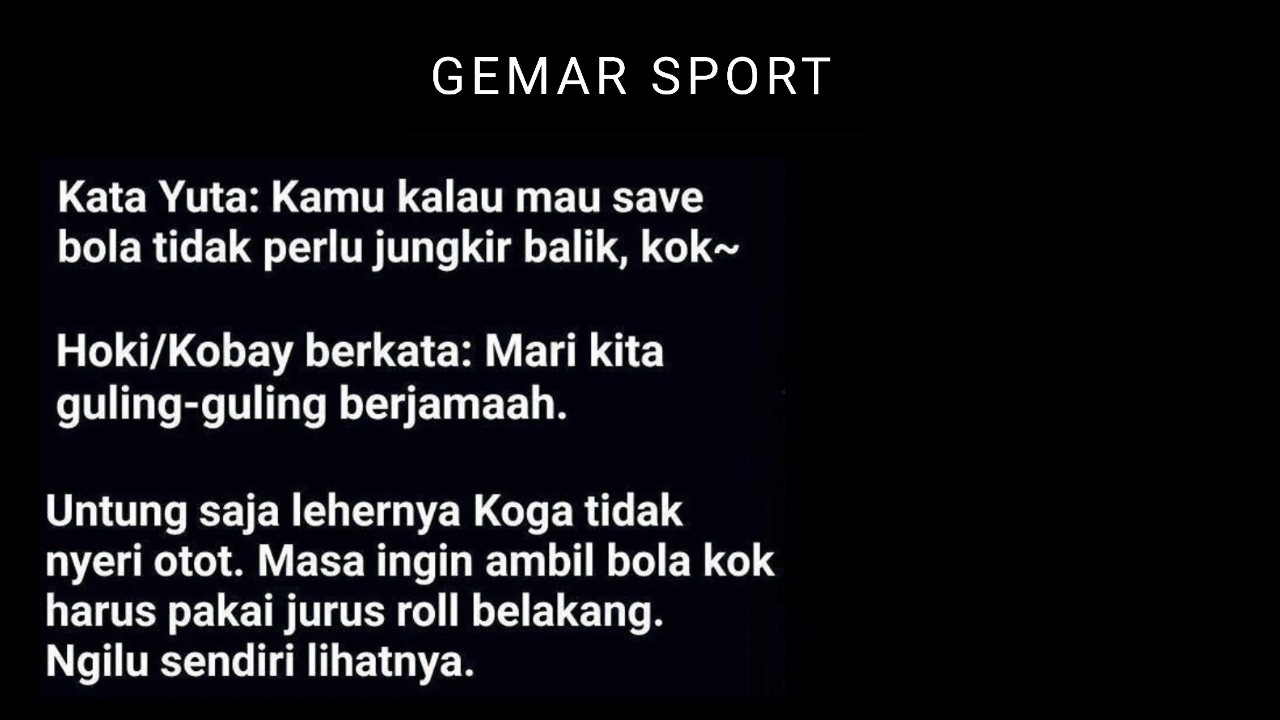 GEMAR SPORT
Kata Yuta: Kamu kalau mau save
bola tidak perlu jungkir balik, kok~
Hoki/Kobay berkata: Mari kita
guling-guling berjamaah.
Untung saja lehernya Koga tidak
nyeri otot. Masa ingin ambil bola kok
harus pakai jurus roll belakang.
Ngilu sendiri lihatnya.